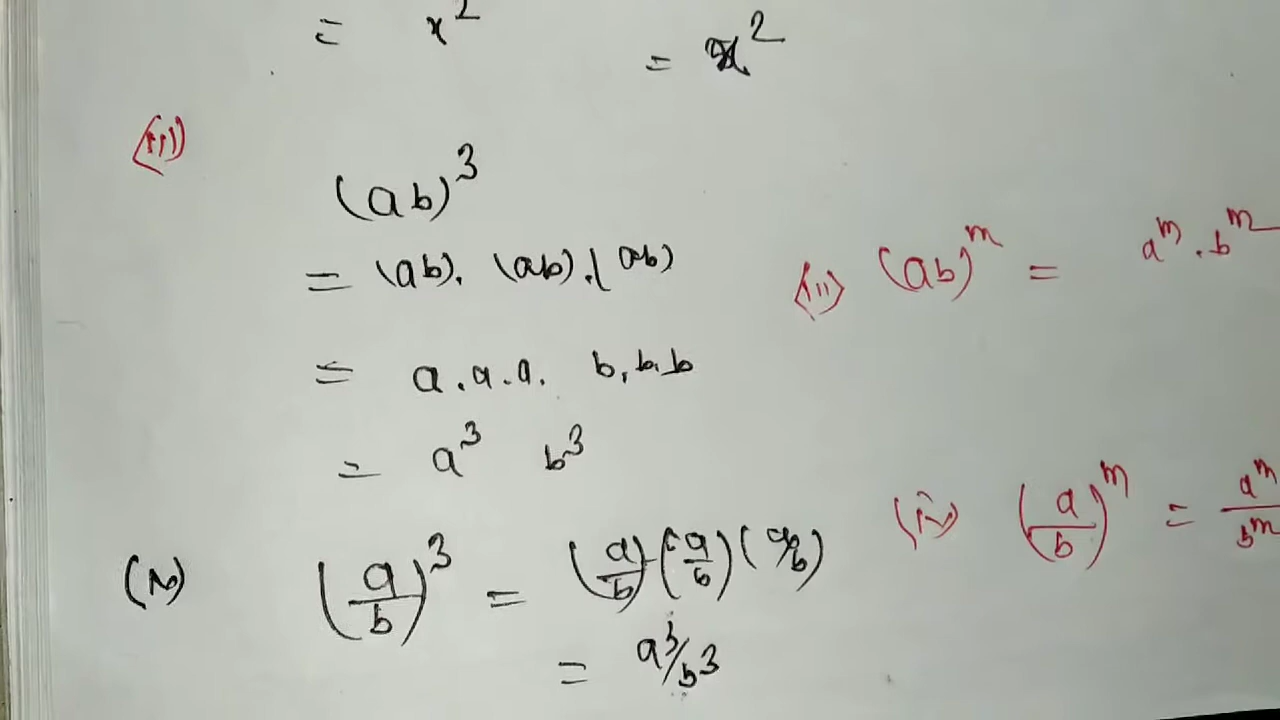 = x²
= x²
(iii)
(ab)³
= (ab). (ab).(ab)
(iii) (ab)ᵐ = aᵐ . bᵐ
= a.a.a. b.b.b
= a³ b³
(iv) (a/b)ᵐ = aᵐ/bᵐ
(iv) (a/b)³ = (a/b)(a/b)(a/b)
= a³/b³